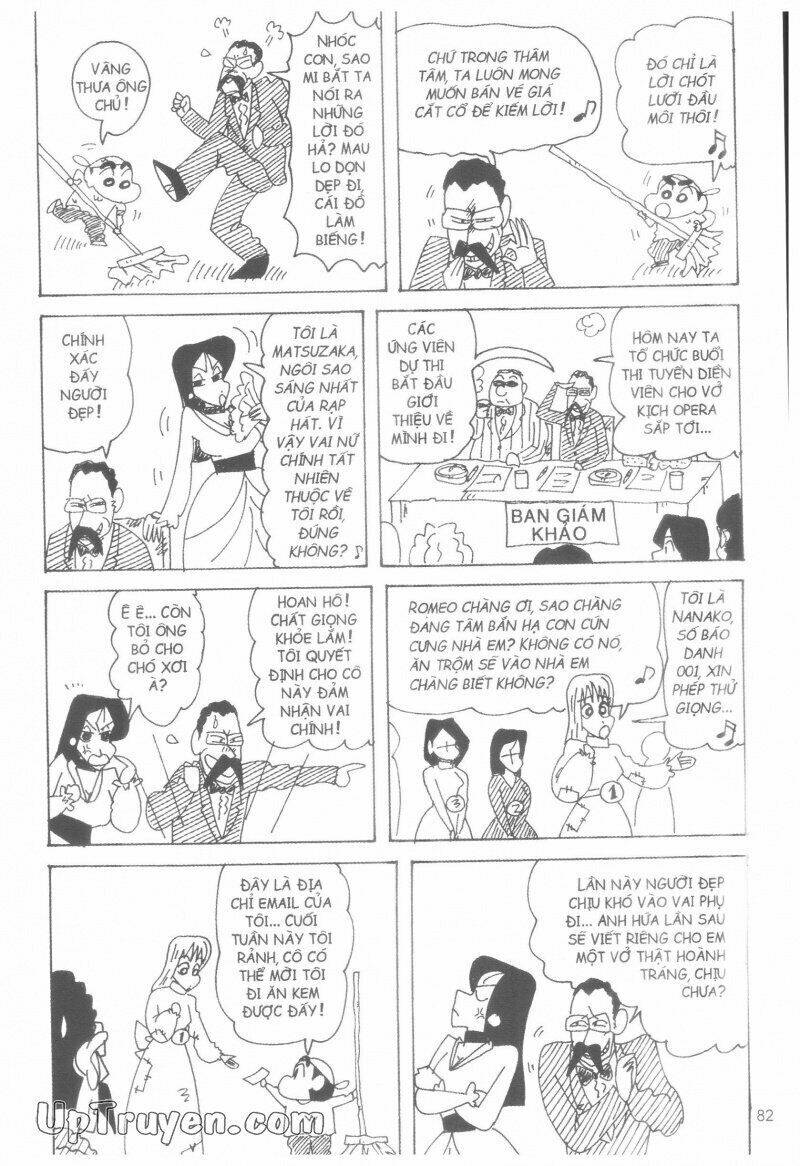 ĐÓ CHỈ LÀ
LỜI CHÓT
LƯỠI ĐẦU
MÔI THÔI!
CHỨ TRONG THÂM
TÂM, TA LUÔN MONG
MUỐN BÁN VÉ GIÁ
CẮT CỔ ĐỂ KIẾM LỜI!
NHÓC
CON, SAO
MI BẮT TA
NÓI RA
NHỮNG
LỜI ĐÓ
HẢ? MAU
LO DỌN
DẸP ĐI,
CÁI ĐỒ
LÀM
BIẾNG!
VÂNG
THƯA ÔNG
CHỦ!
HÔM NAY TA
TỔ CHỨC BUỔI
THI TUYỂN DIỄN
VIÊN CHO VỞ
KỊCH OPERA
SẮP TỚI...
CÁC
ỨNG VIÊN
DỰ THI
BẮT ĐẦU
GIỚI
THIỆU VỀ
MÌNH ĐI!
BAN GIÁM
KHẢO
TÔI LÀ
MATSUZAKA,
NGÔI SAO
SÁNG NHẤT
CỦA RẠP
HÁT. VÌ
VẬY VAI NỮ
CHÍNH TẤT
NHIÊN
THUỘC VỀ
TÔI RỒI,
ĐÚNG
KHÔNG?
CHÍNH
XÁC
ĐẤY
NGƯỜI
ĐẸP!
TÔI LÀ
NANAKO,
SỐ BÁO
DANH
001, XIN
PHÉP THỬ
GIỌNG...
ROMEO CHÀNG ƠI, SAO CHÀNG
ĐANG TÂM BẮN HẠ CON CÚN
CƯNG NHÀ EM? KHÔNG CÓ NÓ,
ĂN TRỘM SẼ VÀO NHÀ EM
CHÀNG BIẾT KHÔNG?
3
2
1
HOAN HÔ!
CHẤT GIỌNG
KHỎE LẮM!
TÔI QUYẾT
ĐỊNH CHO CÔ
NÀY ĐẢM
NHẬN VAI
CHÍNH!
Ê Ê... CÒN
TÔI ÔNG
BỎ CHO
CHÓ XƠI
À?
LẦN NÀY NGƯỜI ĐẸP
CHỊU KHÓ VÀO VAI PHỤ
ĐI... ANH HỨA LẦN SAU
SẼ VIẾT RIÊNG CHO EM
MỘT VỞ THẬT HOÀNH
TRÁNG, CHỊU
CHƯA?
ĐÂY LÀ ĐỊA
CHỈ EMAIL CỦA
TÔI... CUỐI
TUẦN NÀY TÔI
RẢNH, CÔ CÓ
THỂ MỜI TÔI
ĐI ĂN KEM
ĐƯỢC ĐẤY!
1
UpTruyen.com
82